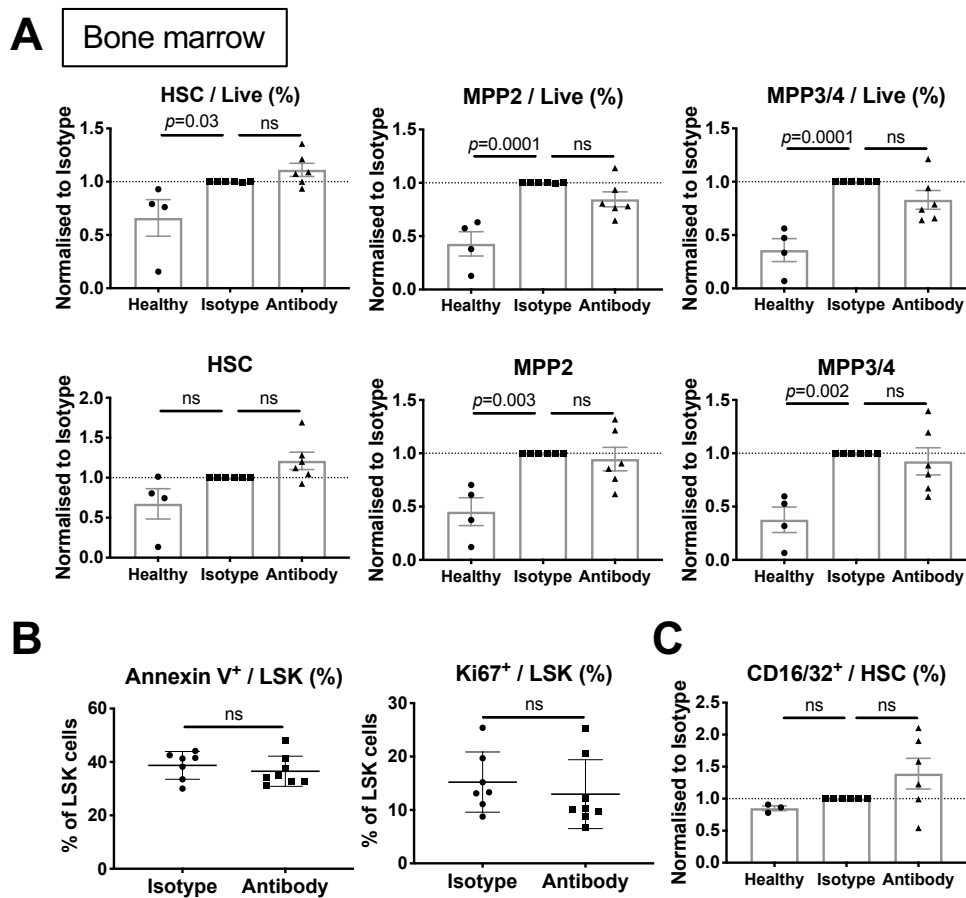 A
Bone marrow
HSC / Live (%)
Normalised to Isotype
1.5
1.0
0.5
0.0
p=0.03
ns
Healthy Isotype Antibody
MPP2 / Live (%)
Normalised to Isotype
1.5
1.0
0.5
0.0
p=0.0001
ns
Healthy Isotype Antibody
MPP3/4 / Live (%)
Normalised to Isotype
1.5
1.0
0.5
0.0
p=0.0001
ns
Healthy Isotype Antibody
HSC
Normalised to Isotype
2.0
1.5
1.0
0.5
0.0
ns
ns
Healthy Isotype Antibody
MPP2
Normalised to Isotype
1.5
1.0
0.5
0.0
p=0.003
ns
Healthy Isotype Antibody
MPP3/4
Normalised to Isotype
1.5
1.0
0.5
0.0
p=0.002
ns
Healthy Isotype Antibody
B
Annexin V⁺ / LSK (%)
% of LSK cells
60
40
20
0
ns
Isotype Antibody
Ki67⁺ / LSK (%)
% of LSK cells
30
20
10
0
ns
Isotype Antibody
C
CD16/32⁺ / HSC (%)
Normalised to Isotype
2.5
2.0
1.5
1.0
0.5
0.0
ns
ns
Healthy Isotype Antibody